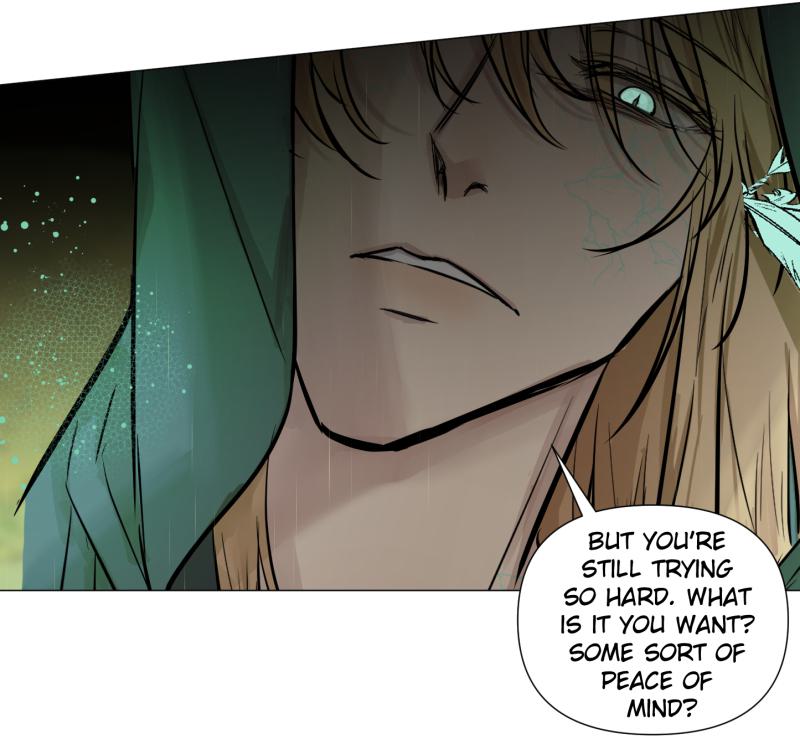 BUT YOU'RE
STILL TRYING
SO HARD. WHAT
IS IT YOU WANT?
SOME SORT OF
PEACE OF
MIND?